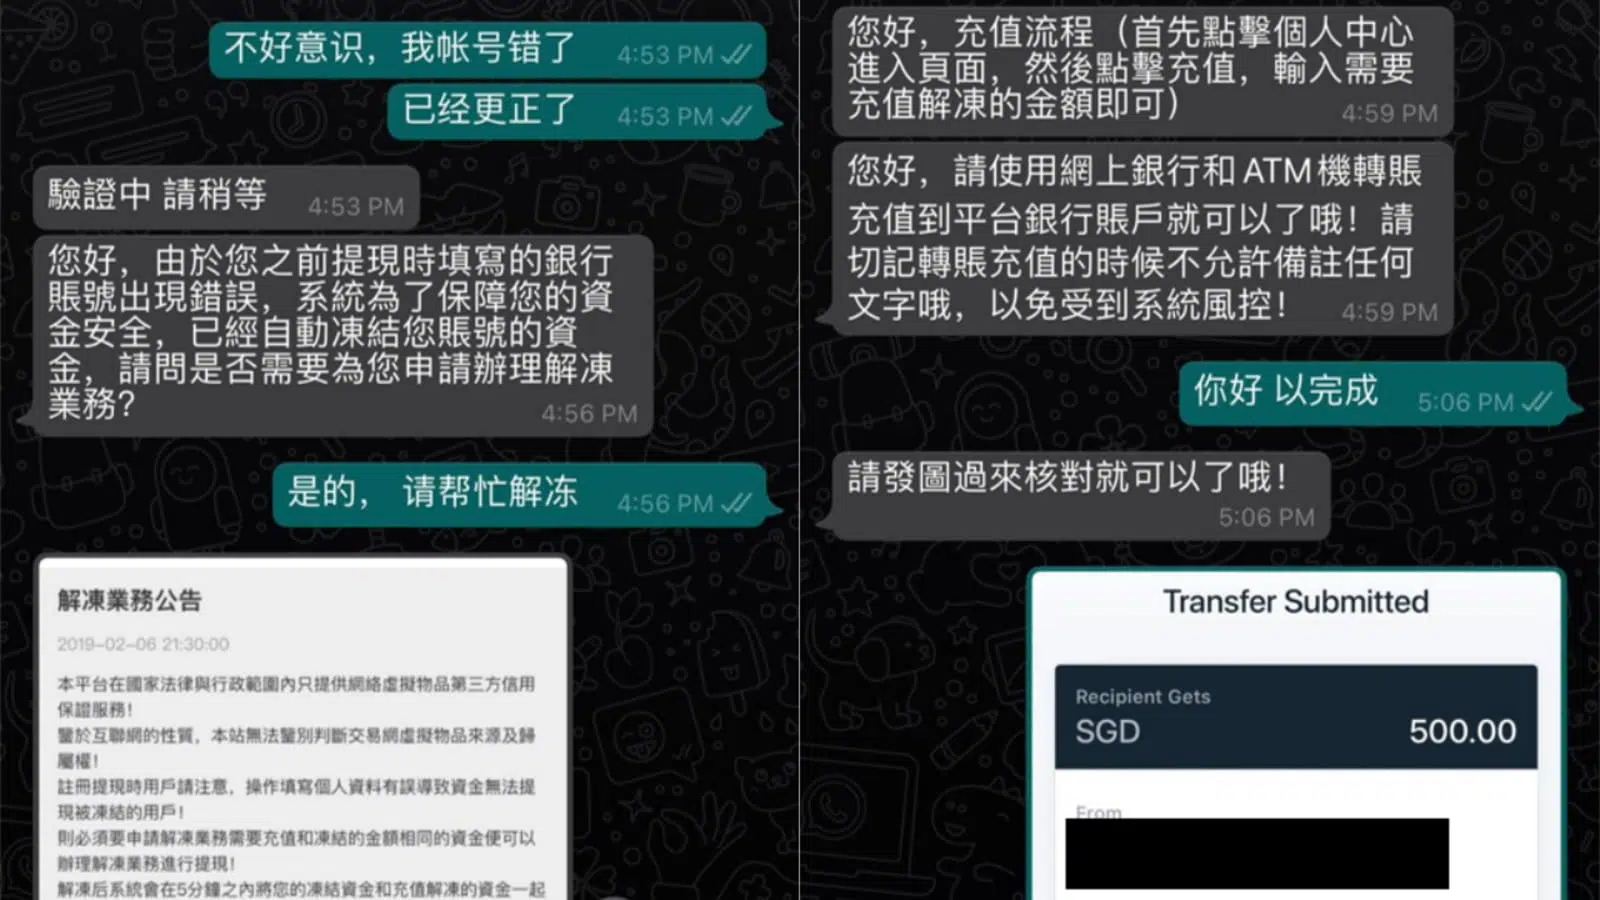 不好意识，我帐号错了 4:53 PM
已经更正了 4:53 PM
驗證中 請稍等 4:53 PM
您好，由於您之前提現時填寫的銀行
賬號出現錯誤，系統為了保障您的資
金安全，已經自動凍結您賬號的資
金，請問是否需要為您申請辦理解凍
業務？ 4:56 PM
是的， 请帮忙解冻 4:56 PM
解凍業務公告
2019-02-06 21:30:00
本平台在國家法律與行政範圍內只提供網絡虛擬物品第三方信用
保證服務！
鑒於互聯網的性質，本站無法鑒別判斷交易網虛擬物品來源及歸
屬權！
註冊提現時用戶請注意，操作填寫個人資料有誤導致資金無法提
現被凍結的用戶！
則必須要申請解凍業務需要充值和凍結的金額相同的資金便可以
辦理解凍業務進行提現！
解凍后系統會在5分鐘之內將您的凍結資金和充值解凍的資金一起
您好，充值流程（首先點擊個人中心
進入頁面，然後點擊充值，輸入需要
充值解凍的金額即可） 4:59 PM
您好，請使用網上銀行和ATM機轉賬
充值到平台銀行賬戶就可以了哦！請
切記轉賬充值的時候不允許備註任何
文字哦，以免受到系統風控！ 4:59 PM
你好 以完成 5:06 PM
請發圖過來核對就可以了哦！
5:06 PM
Transfer Submitted
Recipient Gets
SGD 500.00
From